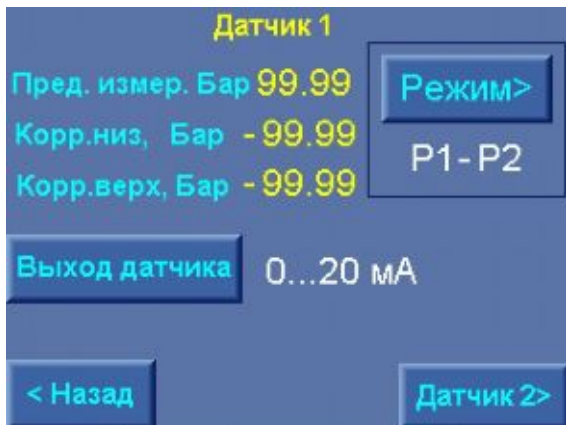 Датчик 1
Пред. измер. Бар 99.99
Режим>
Корр.низ, Бар -99.99
P1-P2
Корр.верх, Бар -99.99
Выход датчика 0...20 мА
< Назад
Датчик 2>